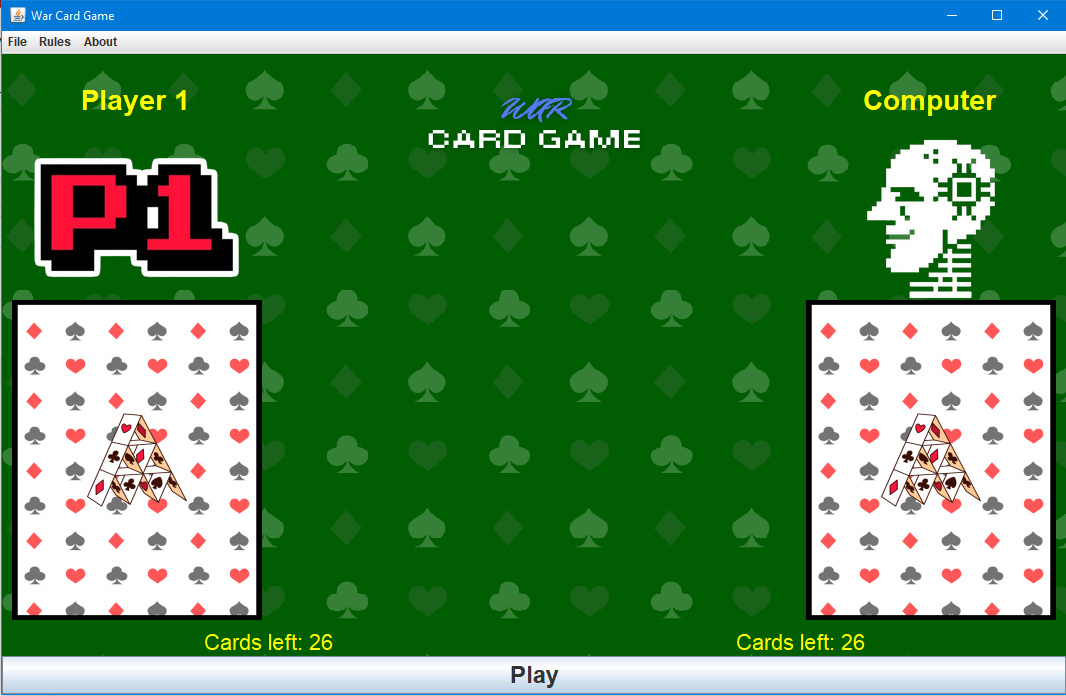 War Card Game
File Rules About
Player 1
WAR
CARD GAME
Computer
P1
Cards left: 26
Cards left: 26
Play